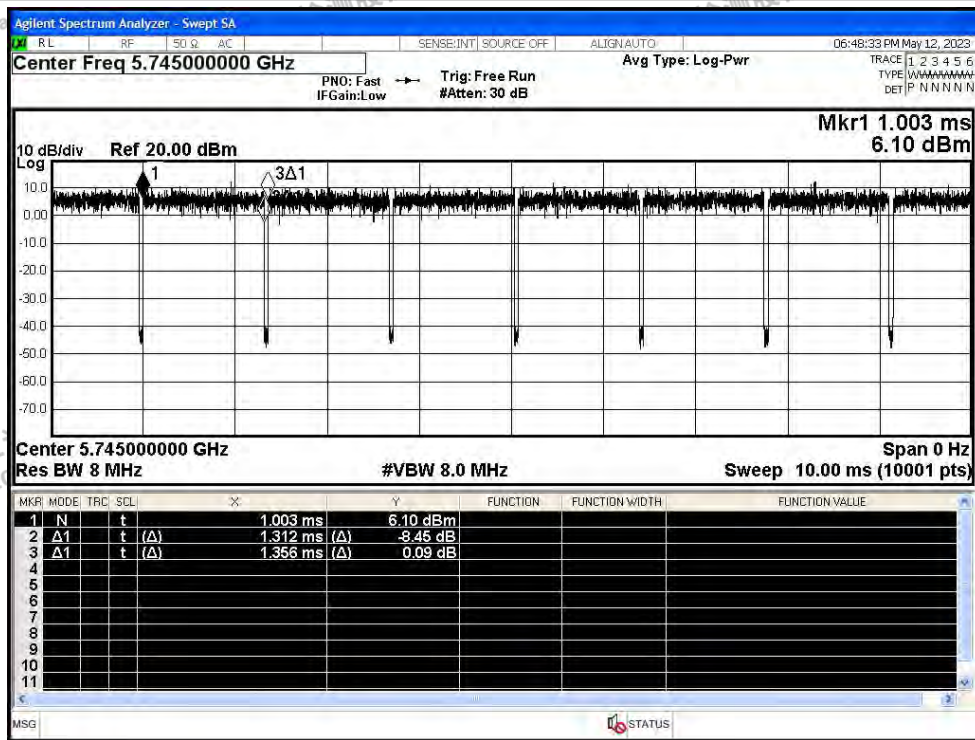 Agilent Spectrum Analyzer - Swept SA
RL RF 50 Ω AC SENSE:INT SOURCE OFF ALIGNAUTO 06:48:33 PM May 12, 2023
Center Freq 5.745000000 GHz
PNO: Fast
IFGain:Low
Trig: Free Run
#Atten: 30 dB
Avg Type: Log-Pwr
TRACE 1 2 3 4 5 6
TYPE
DET P N N N N N
Mkr1 1.003 ms
6.10 dBm
10 dB/div Ref 20.00 dBm
Log
1 3Δ1
10.0
0.00
-10.0
-20.0
-30.0
-40.0
-50.0
-60.0
-70.0
Center 5.745000000 GHz Span 0 Hz
Res BW 8 MHz #VBW 8.0 MHz Sweep 10.00 ms (10001 pts)
MKR MODE TRC SCL X Y FUNCTION FUNCTION WIDTH FUNCTION VALUE
1 N t 1.003 ms 6.10 dBm
2 Δ1 t (Δ) 1.312 ms (Δ) -8.45 dB
3 Δ1 t (Δ) 1.356 ms (Δ) 0.09 dB
4
5
6
7
8
9
10
11
MSG STATUS